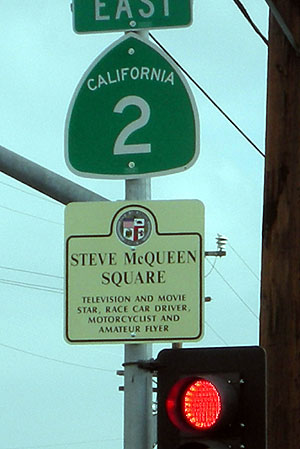 EAST
CALIFORNIA
2
STEVE McQUEEN
SQUARE
TELEVISION AND MOVIE
STAR, RACE CAR DRIVER,
MOTORCYCLIST AND
AMATEUR FLYER